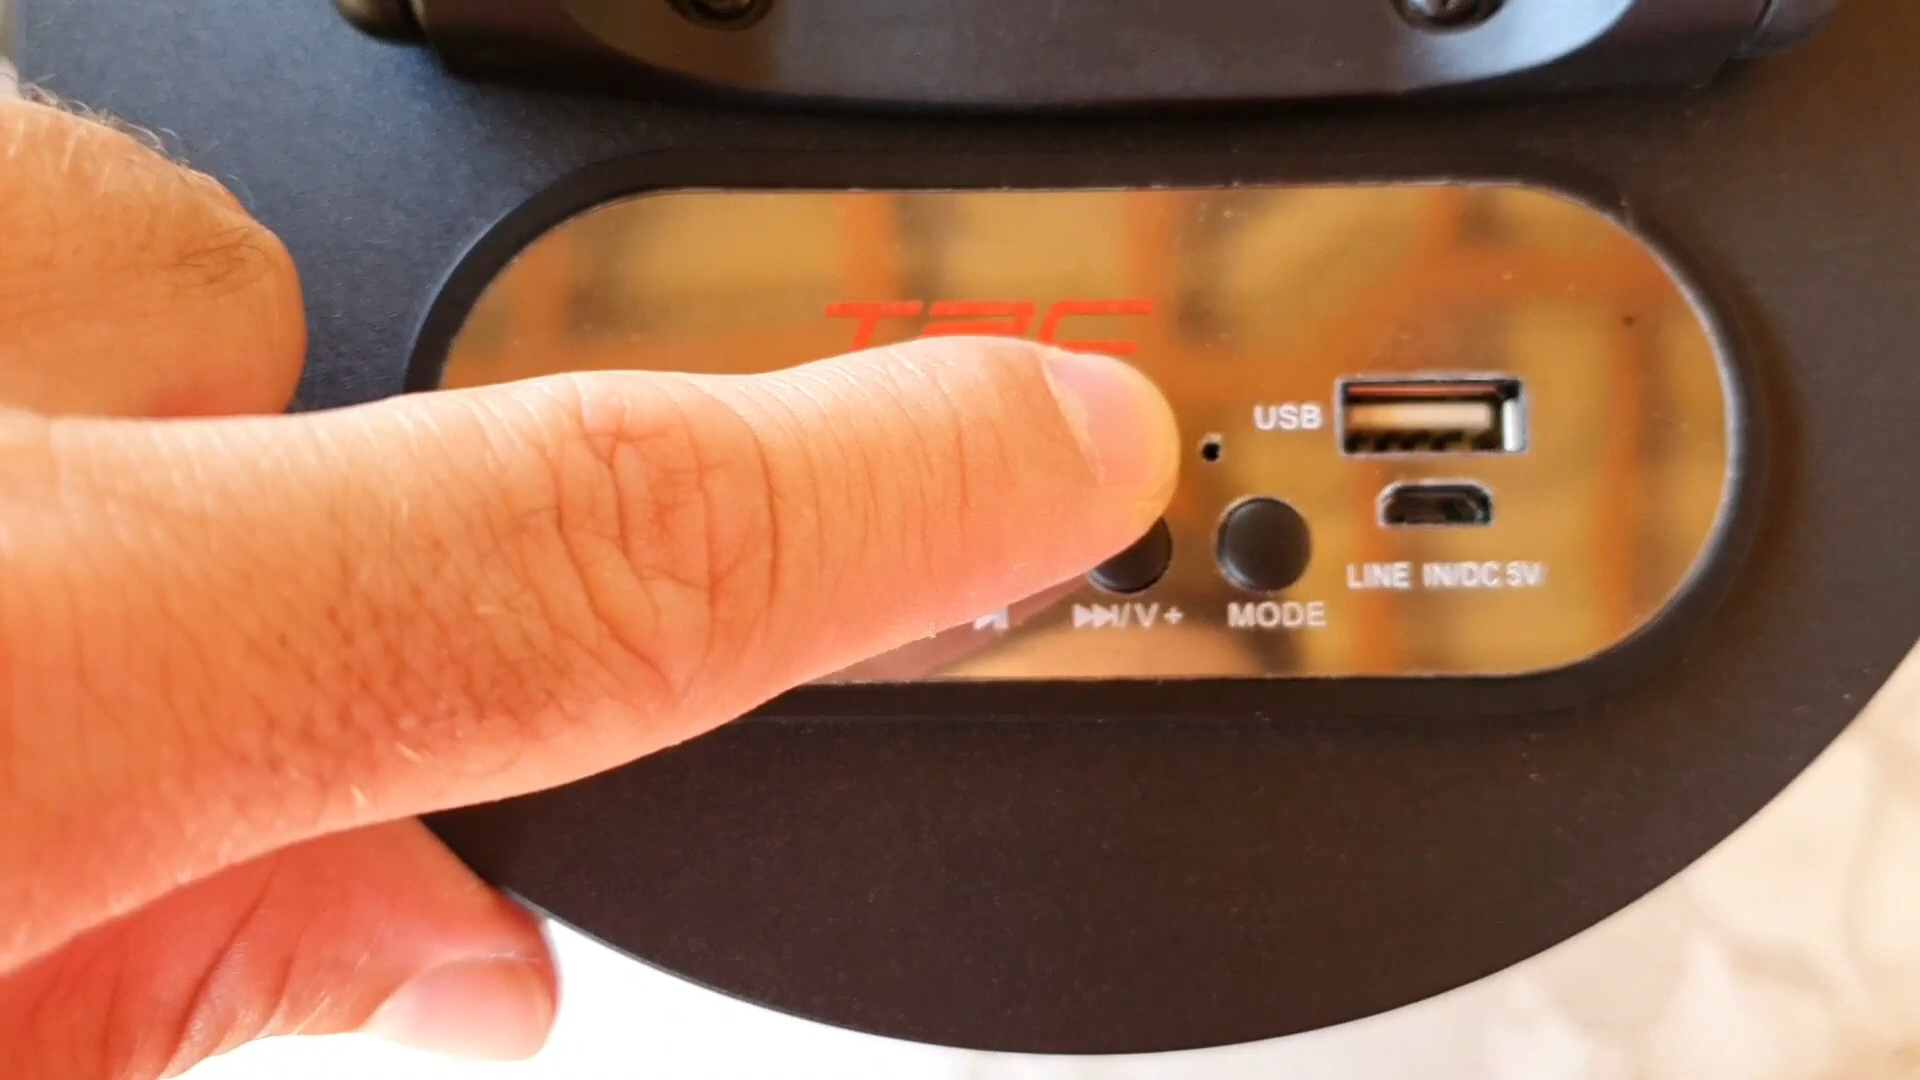 USB
LINE IN/DC 5V
⏭/V+
MODE